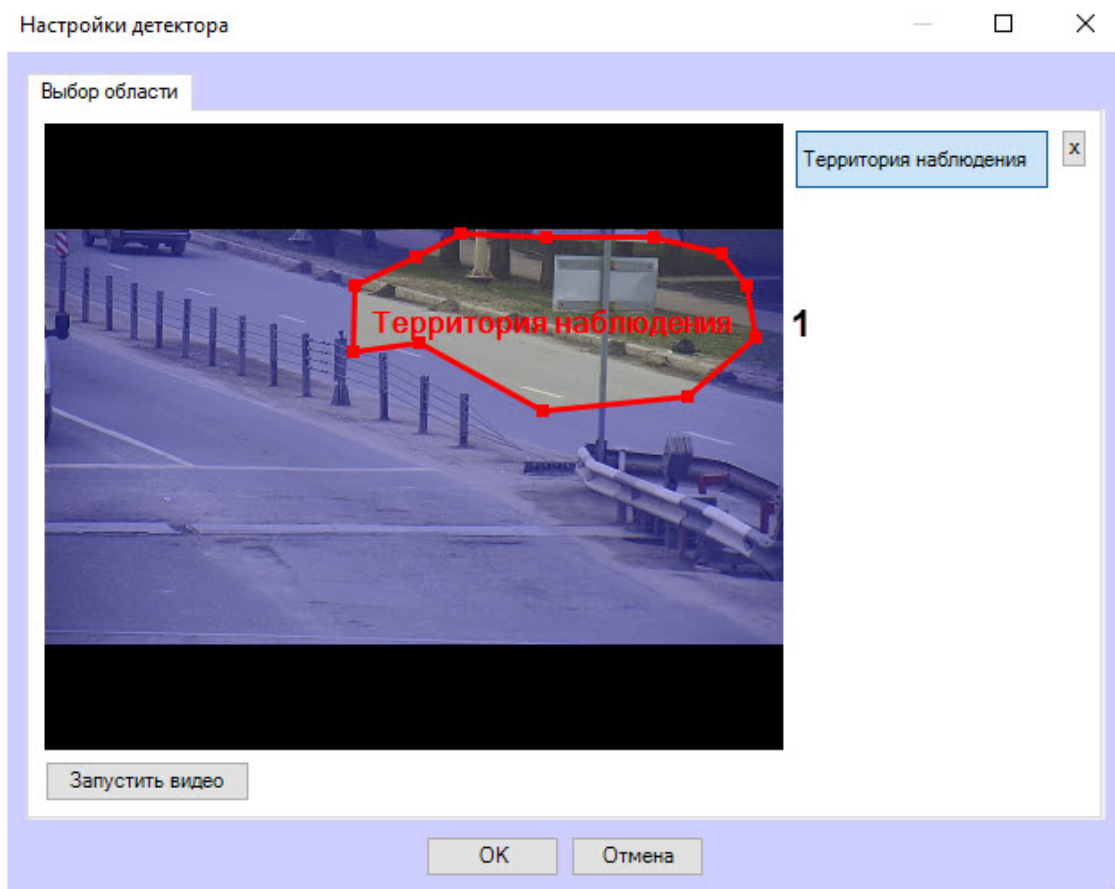 Настройки детектора
Выбор области
Территория наблюдения
x
Территория наблюдения
1
Запустить видео
OK
Отмена